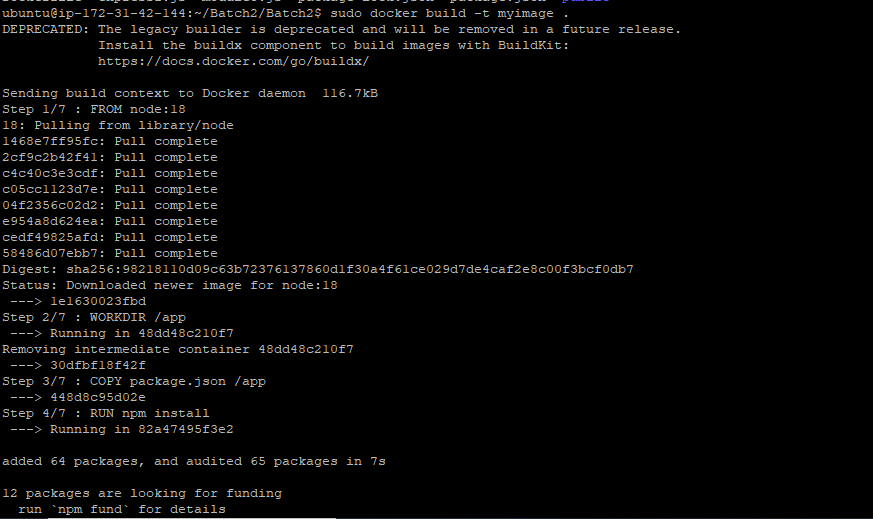 ubuntu@ip-172-31-42-144:~/Batch2/Batch2$ sudo docker build -t myimage .
DEPRECATED: The legacy builder is deprecated and will be removed in a future release.
            Install the buildx component to build images with BuildKit:
            https://docs.docker.com/go/buildx/

Sending build context to Docker daemon  116.7kB
Step 1/7 : FROM node:18
18: Pulling from library/node
1468e7ff95fc: Pull complete
2cf9c2b42f41: Pull complete
c4c40c3e3cdf: Pull complete
c05cc1123d7e: Pull complete
04f2356c02d2: Pull complete
e954a8d624ea: Pull complete
cedf49825afd: Pull complete
58486d07ebb7: Pull complete
Digest: sha256:98218110d09c63b72376137860d1f30a4f61ce029d7de4caf2e8c00f3bcf0db7
Status: Downloaded newer image for node:18
 ---> 1e1630023fbd
Step 2/7 : WORKDIR /app
 ---> Running in 48dd48c210f7
Removing intermediate container 48dd48c210f7
 ---> 30dfbf18f42f
Step 3/7 : COPY package.json /app
 ---> 448d8c95d02e
Step 4/7 : RUN npm install
 ---> Running in 82a47495f3e2

added 64 packages, and audited 65 packages in 7s

12 packages are looking for funding
  run `npm fund` for details